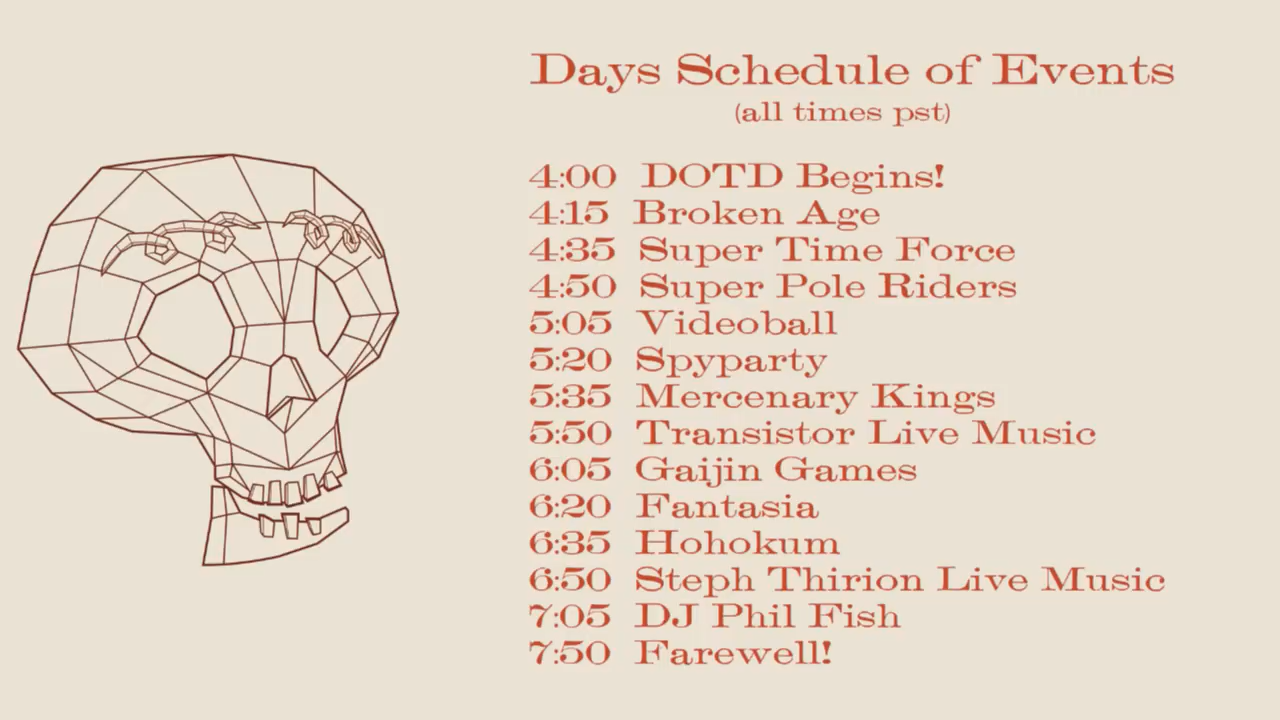 Days Schedule of Events
(all times pst)
4:00 DOTD Begins!
4:15 Broken Age
4:35 Super Time Force
4:50 Super Pole Riders
5:05 Videoball
5:20 Spyparty
5:35 Mercenary Kings
5:50 Transistor Live Music
6:05 Gaijin Games
6:20 Fantasia
6:35 Hohokum
6:50 Steph Thirion Live Music
7:05 DJ Phil Fish
7:50 Farewell!